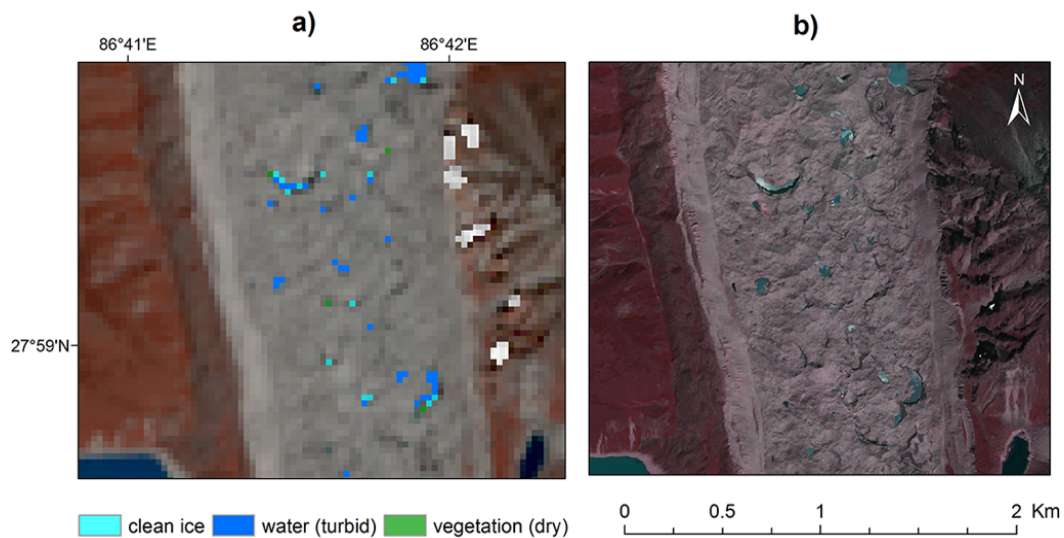 a)
b)
86°41'E
86°42'E
N
27°59'N
clean ice
water (turbid)
vegetation (dry)
0
0.5
1
2
Km